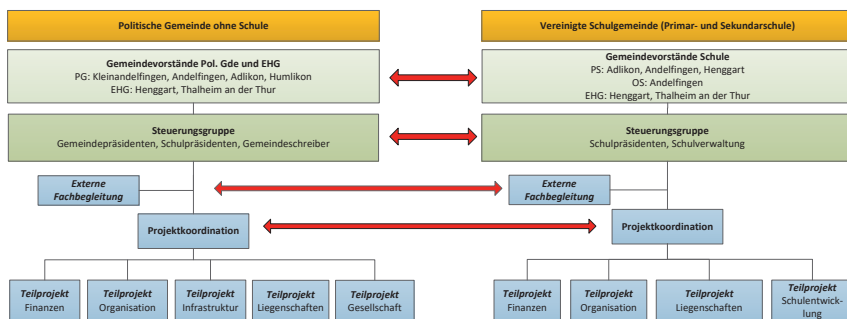 Politische Gemeinde ohne Schule
Gemeindevorstände Pol. Gde und EHG
PG: Kleinandelfingen, Andelfingen, Adlikon, Humlikon
EHG: Henggart, Thalheim an der Thur
Steuerungsgruppe
Gemeindepräsidenten, Schulpräsidenten, Gemeindeschreiber
Externe
Fachbegleitung
Projektkoordination
Teilprojekt
Finanzen
Teilprojekt
Organisation
Teilprojekt
Infrastruktur
Teilprojekt
Liegenschaften
Teilprojekt
Gesellschaft
Vereinigte Schulgemeinde (Primar- und Sekundarschule)
Gemeindevorstände Schule
PS: Adlikon, Andelfingen, Henggart
OS: Andelfingen
EHG: Henggart, Thalheim an der Thur
Steuerungsgruppe
Schulpräsidenten, Schulverwaltung
Externe
Fachbegleitung
Projektkoordination
Teilprojekt
Finanzen
Teilprojekt
Organisation
Teilprojekt
Liegenschaften
Teilprojekt
Schulentwick-
lung